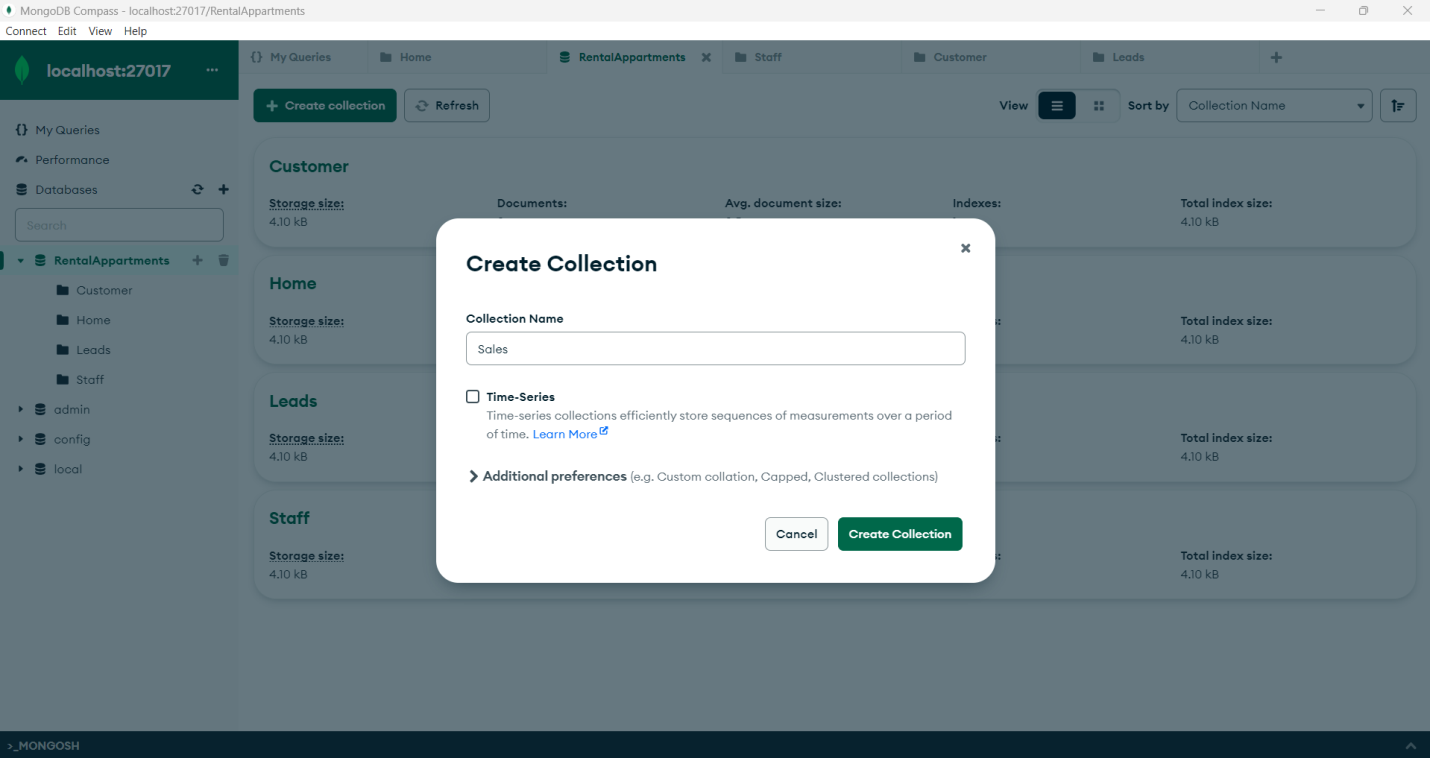 MongoDB Compass - localhost:27017/RentalAppartments
Connect Edit View Help
localhost:27017 ...
{} My Queries Home RentalAppartments Staff Customer Leads
Create collection Refresh View Sort by Collection Name
{} My Queries
Performance
Databases
Search
RentalAppartments
Customer
Home
Leads
Staff
admin
config
local
Customer
Storage size: Documents: Avg. document size: Indexes: Total index size:
4.10 kB 4.10 kB
Home
Storage size: Total index size:
4.10 kB 4.10 kB
Leads
Storage size: Total index size:
4.10 kB 4.10 kB
Staff
Storage size: Total index size:
4.10 kB 4.10 kB
Create Collection
Collection Name
Sales
Time-Series
Time-series collections efficiently store sequences of measurements over a period
of time. Learn More
Additional preferences (e.g. Custom collation, Capped, Clustered collections)
Cancel Create Collection
>_MONGOSH